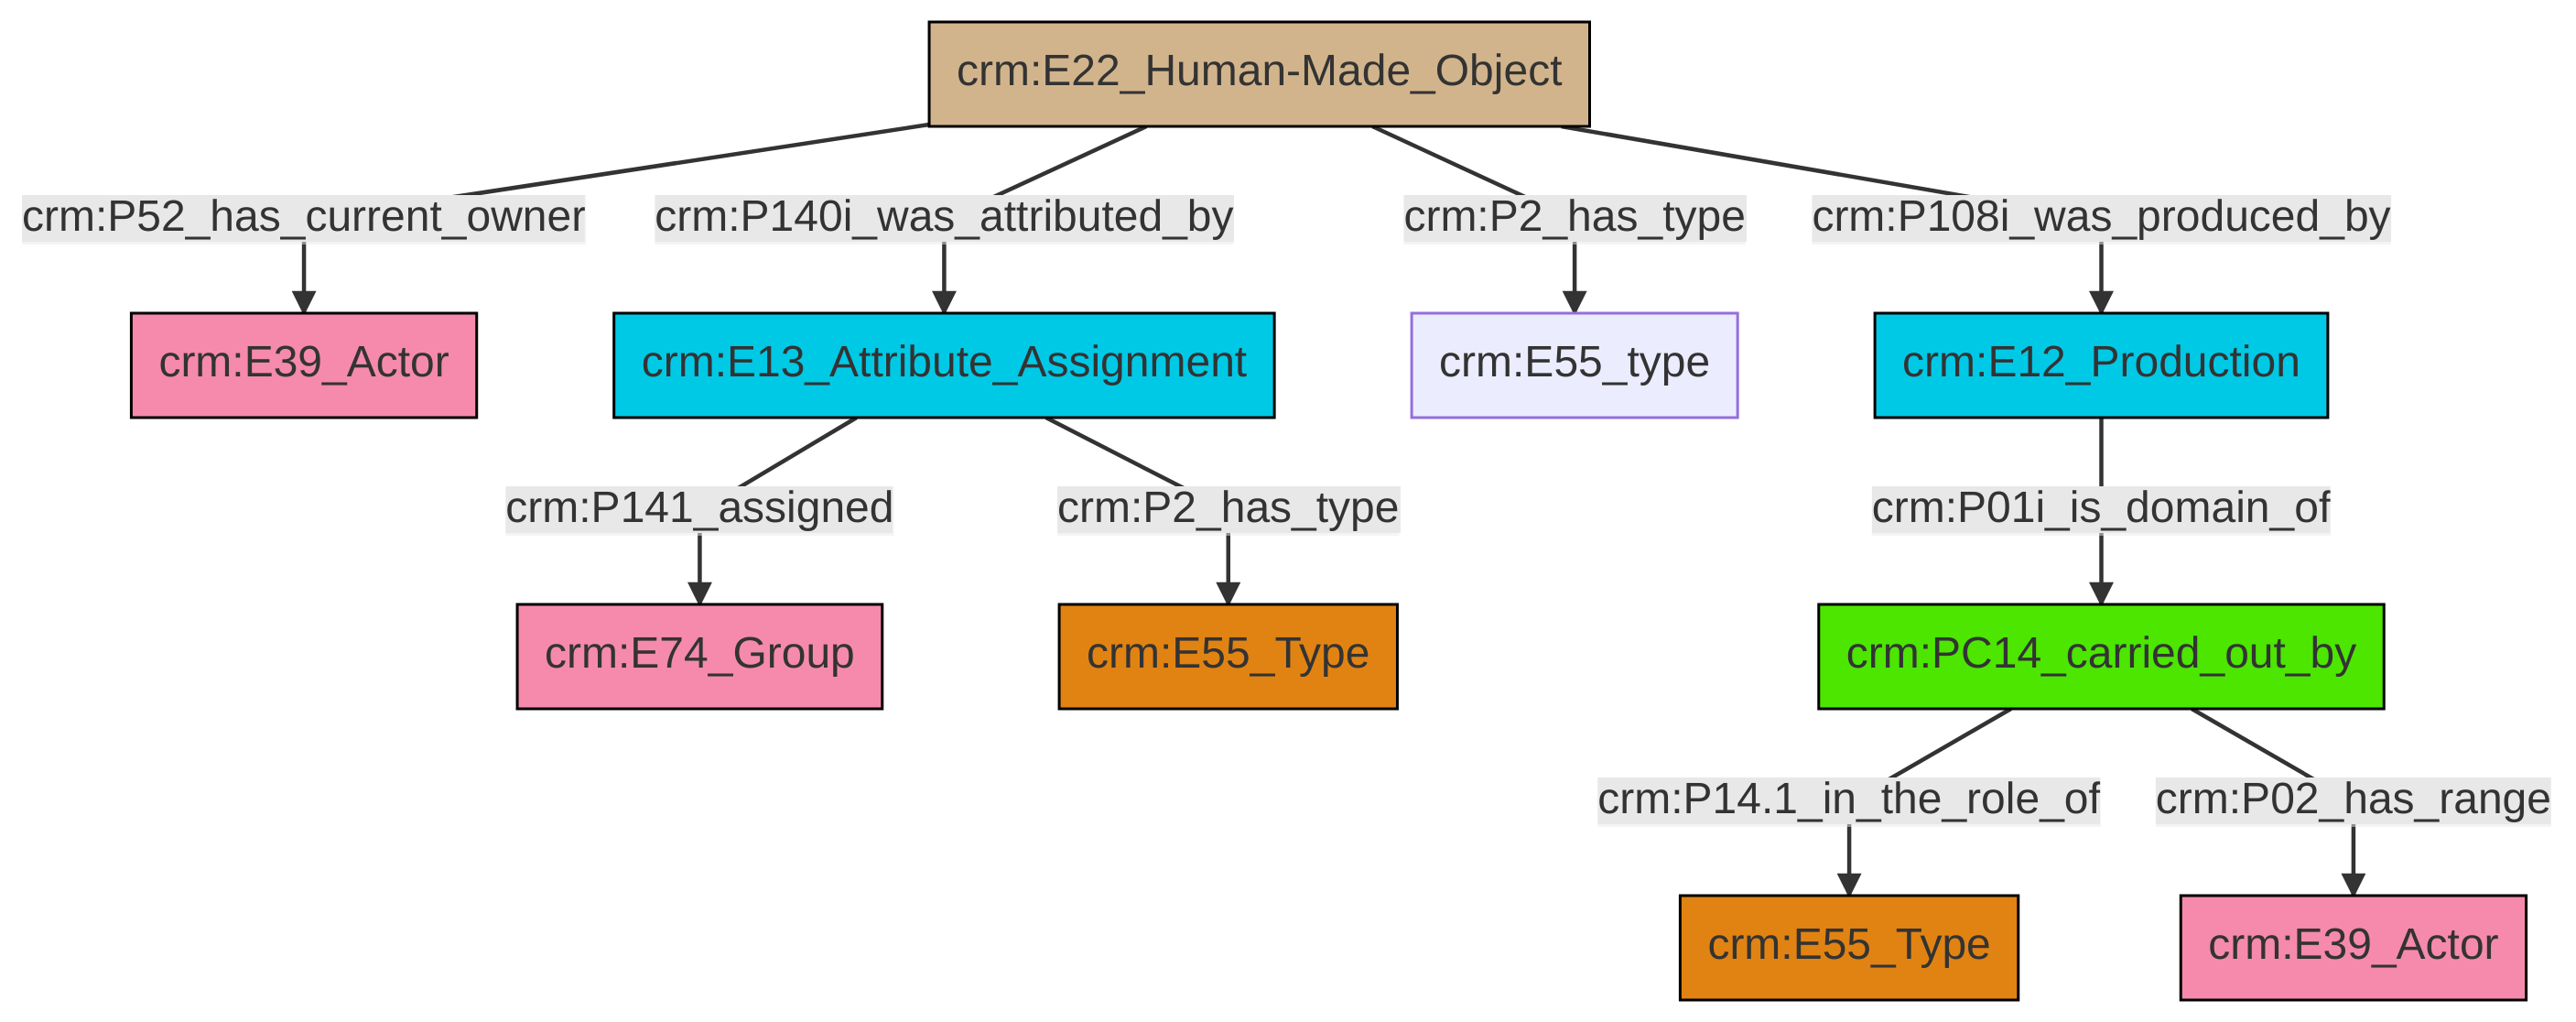 crm:E22_Human-Made_Object
crm:P52_has_current_owner
crm:P140i_was_attributed_by
crm:P2_has_type
crm:P108i_was_produced_by
crm:E39_Actor
crm:E13_Attribute_Assignment
crm:E55_type
crm:E12_Production
crm:P141_assigned
crm:P2_has_type
crm:P01i_is_domain_of
crm:E74_Group
crm:E55_Type
crm:PC14_carried_out_by
crm:P14.1_in_the_role_of
crm:P02_has_range
crm:E55_Type
crm:E39_Actor